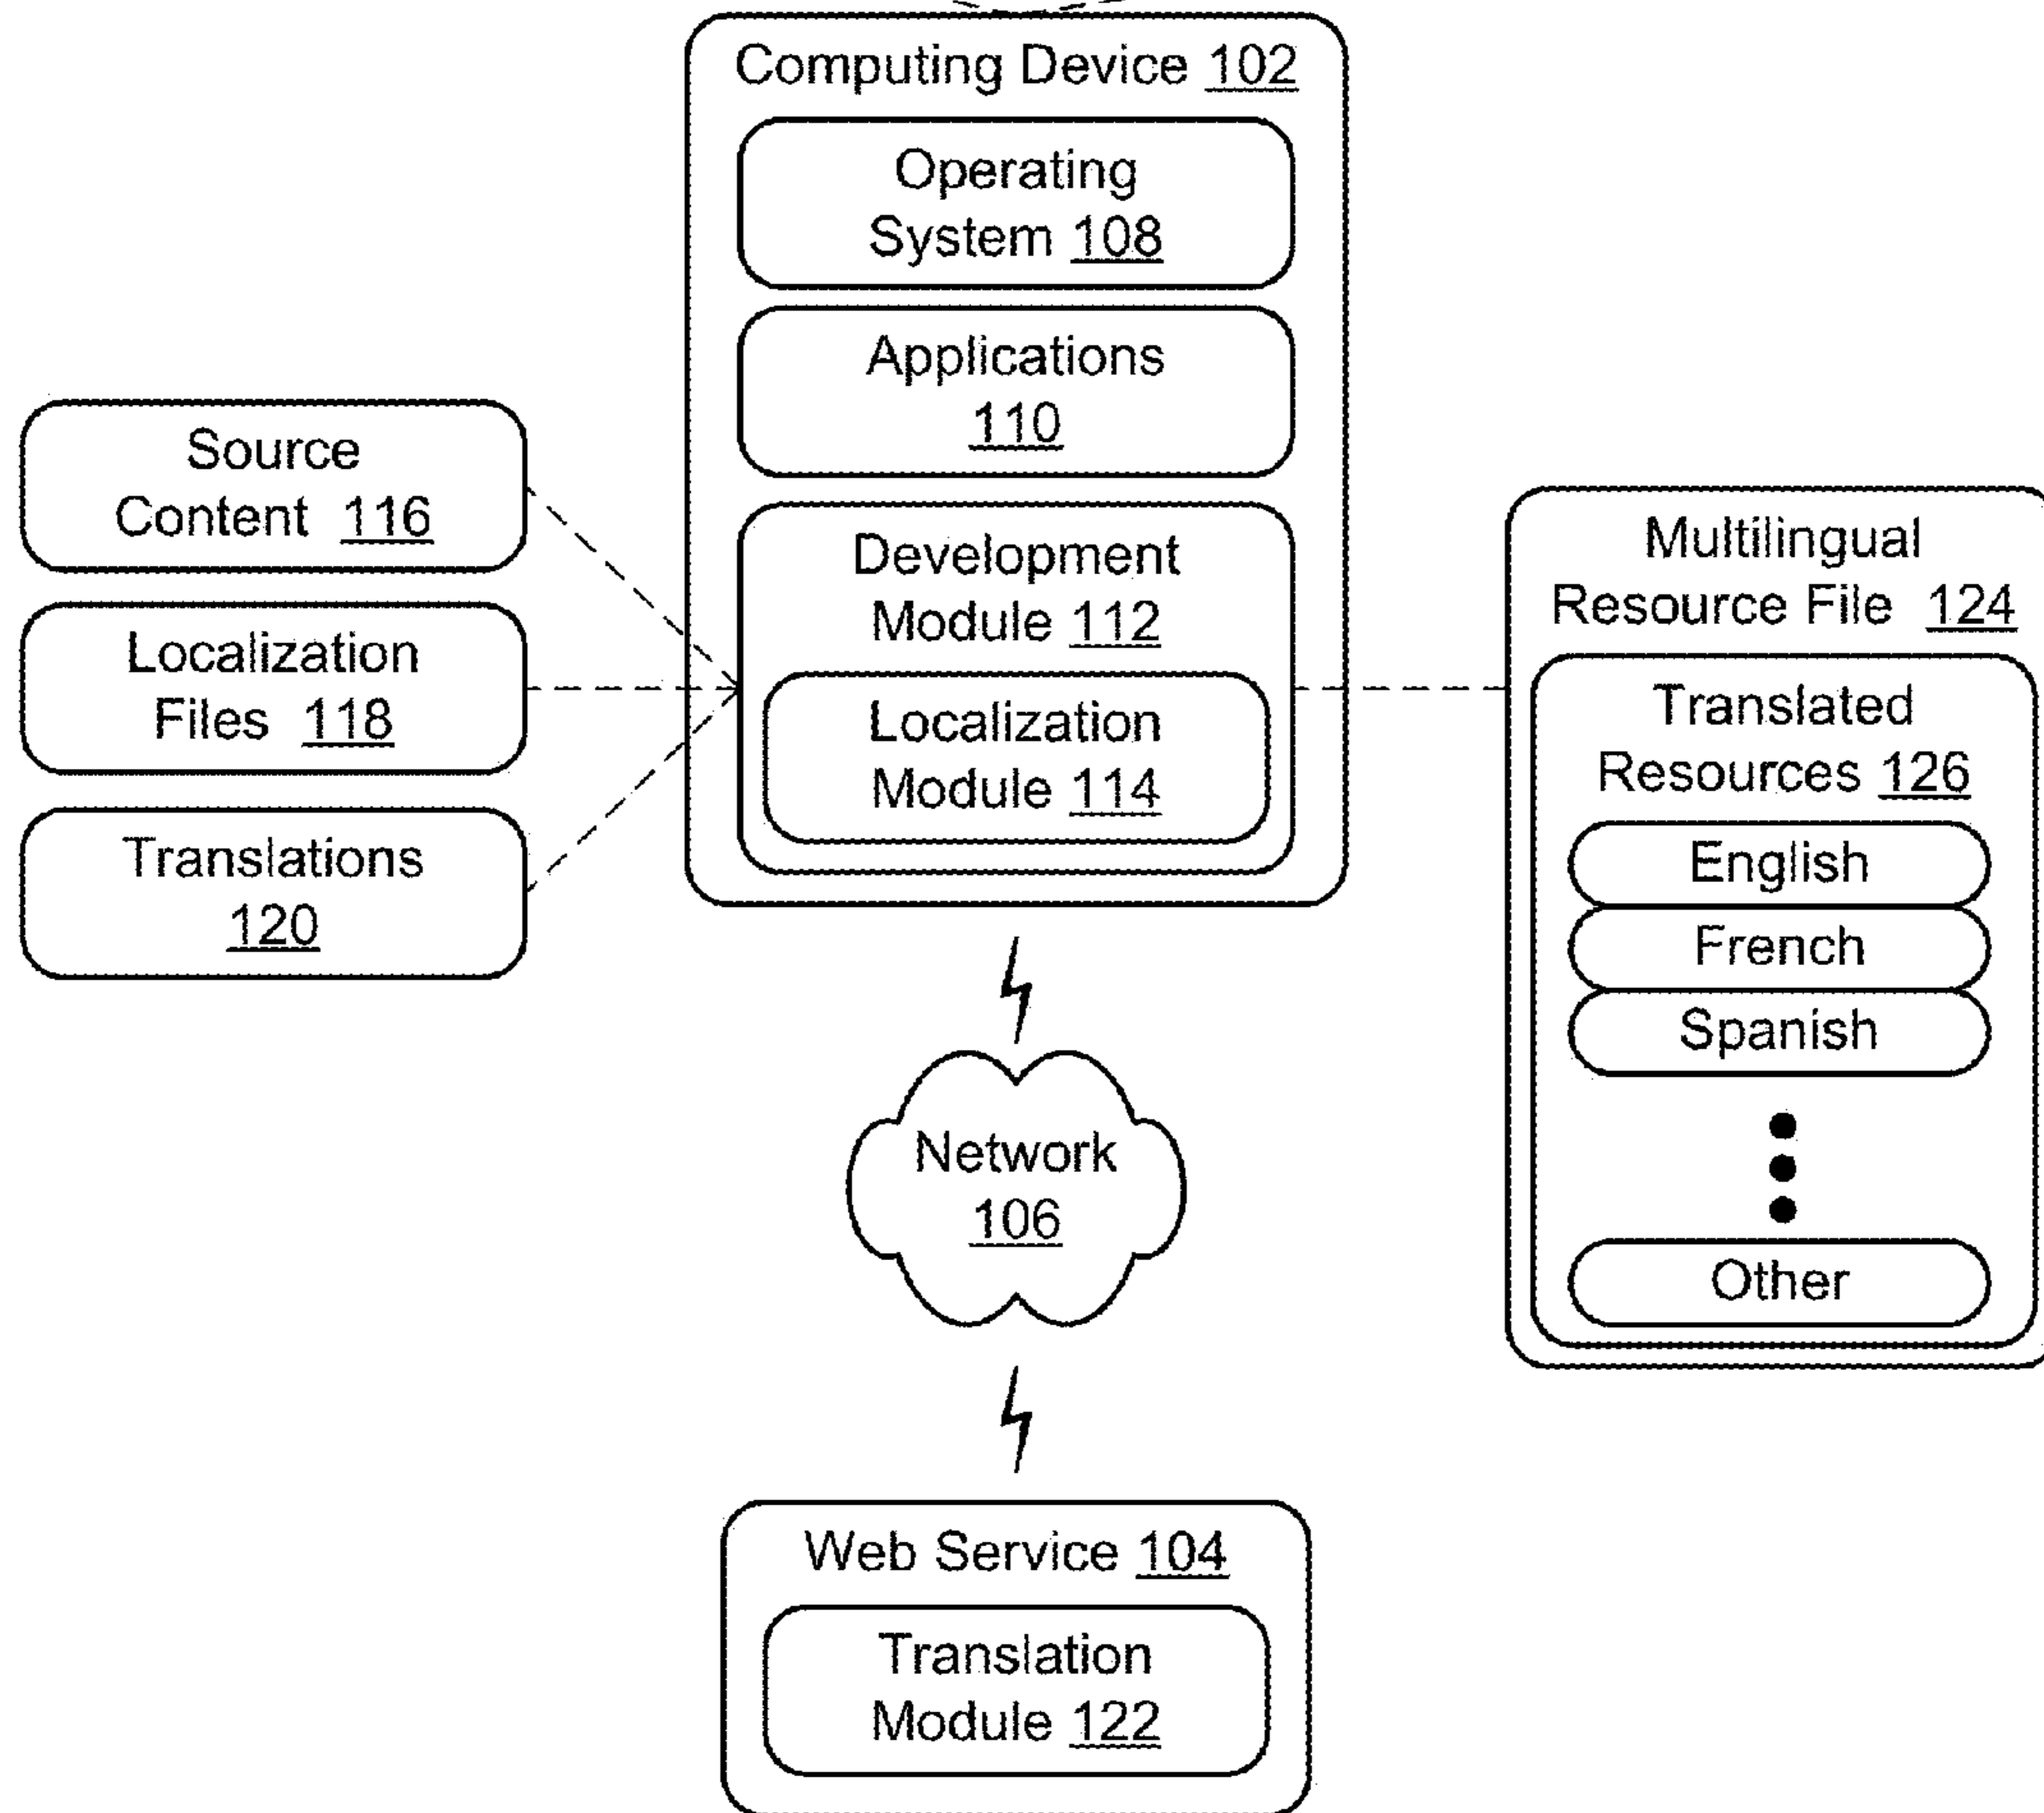 Computing Device 102
Operating
System 108
Applications
110
Development
Module 112
Localization
Module 114
Source
Content 116
Localization
Files 118
Translations
120
Multilingual
Resource File 124
Translated
Resources 126
English
French
Spanish
Other
Network
106
Web Service 104
Translation
Module 122